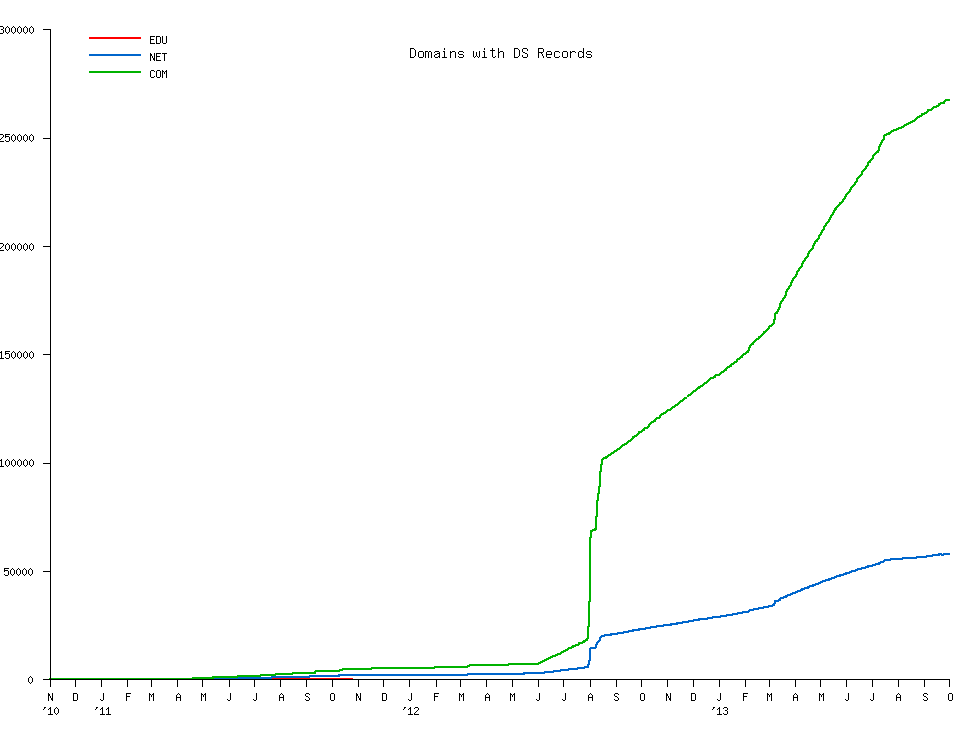 300000
EDU
Domains with DS Records
NET
COM
250000
200000
150000
100000
50000
0
N D J F M A M J J A S O N D J F M A M J J A S O N D J F M A M J J A S O
'10 '11 '12 '13